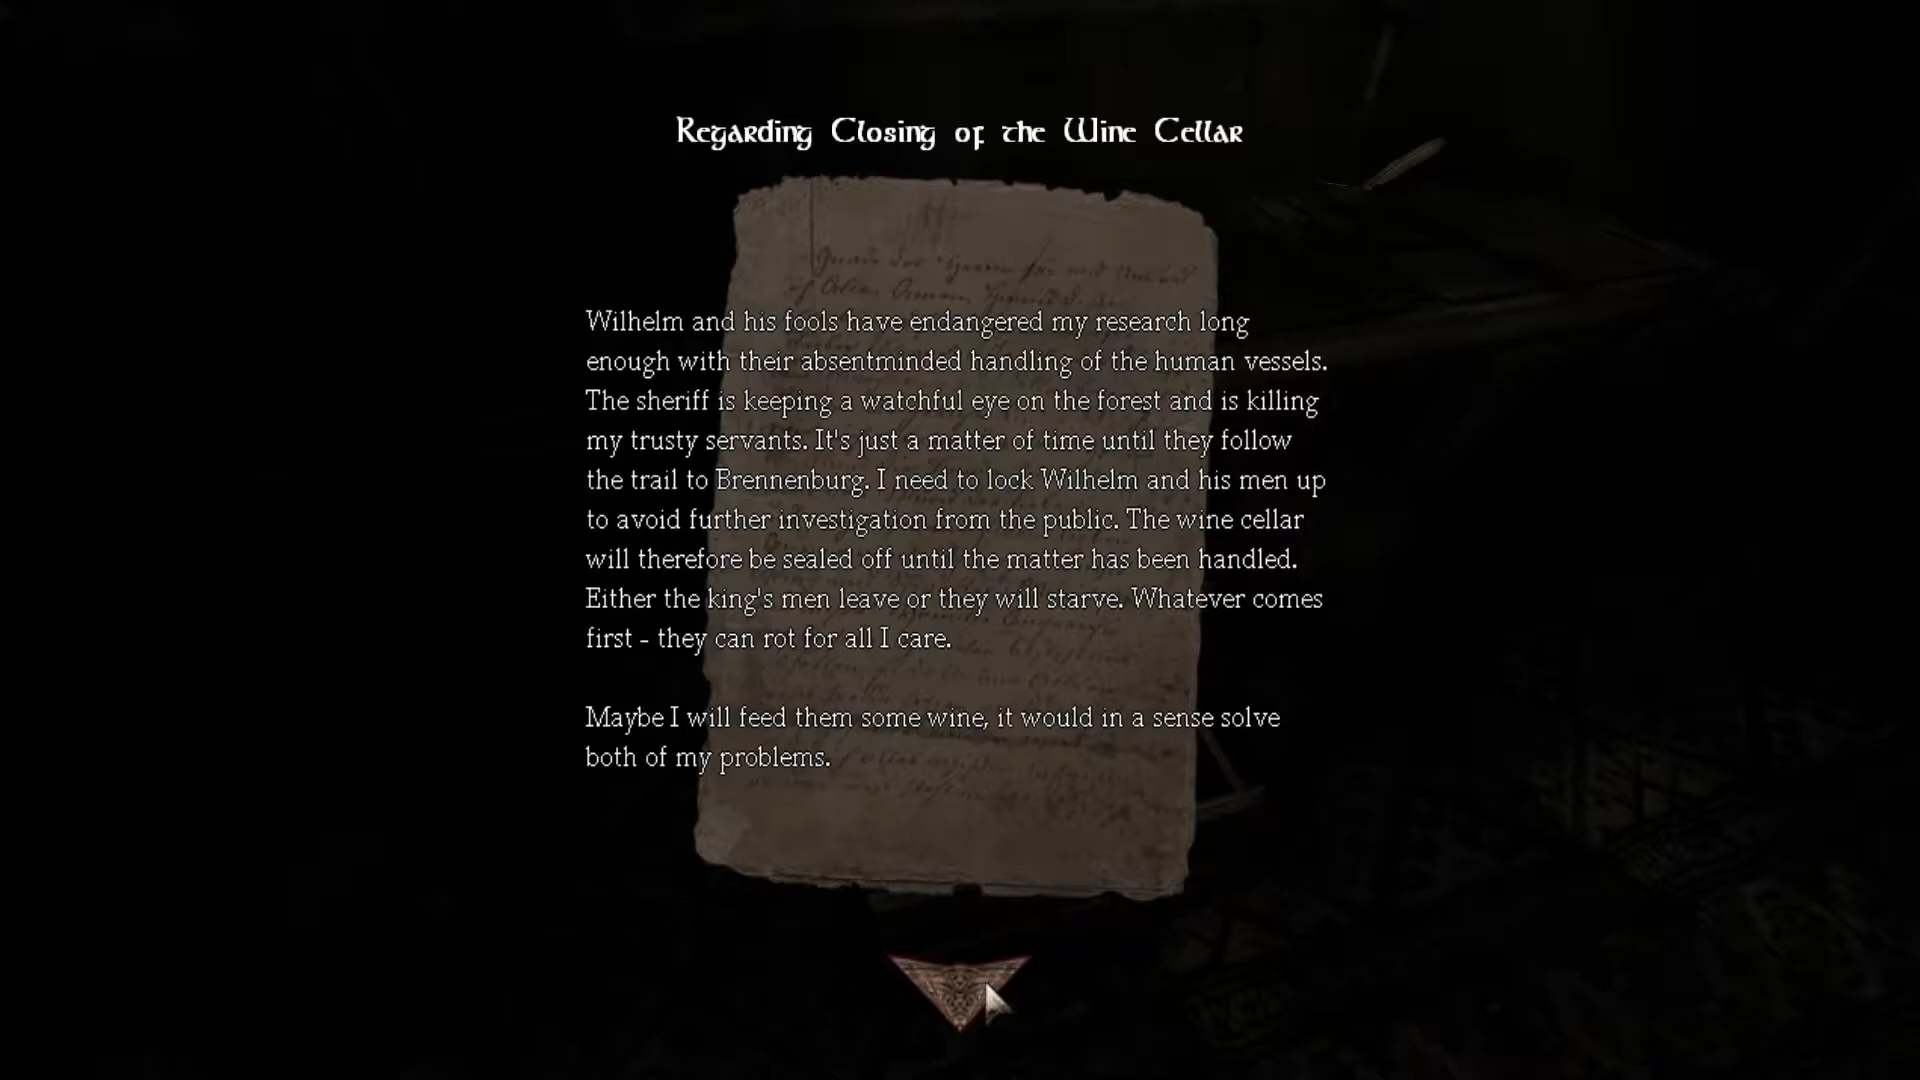 Regarding Closing of the Wine Cellar
Wilhelm and his fools have endangered my research long
enough with their absentminded handling of the human vessels.
The sheriff is keeping a watchful eye on the forest and is killing
my trusty servants. It's just a matter of time until they follow
the trail to Brennenburg. I need to lock Wilhelm and his men up
to avoid further investigation from the public. The wine cellar
will therefore be sealed off until the matter has been handled.
Either the king's men leave or they will starve. Whatever comes
first - they can rot for all I care.
Maybe I will feed them some wine, it would in a sense solve
both of my problems.